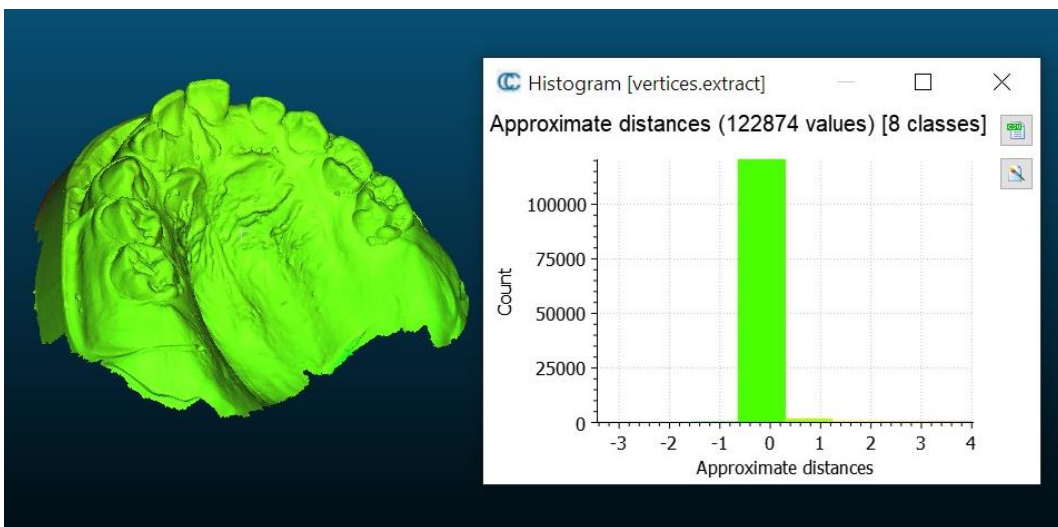 Histogram [vertices.extract]
Approximate distances (122874 values) [8 classes]
CSV
100000
75000
50000
25000
0
Count
-3 -2 -1 0 1 2 3 4
Approximate distances